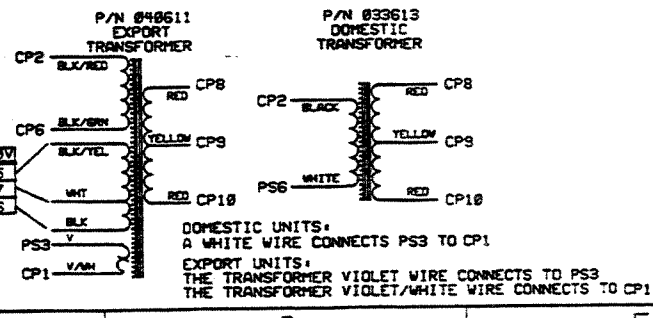 P/N 040611
EXPORT
TRANSFORMER
P/N 033613
DOMESTIC
TRANSFORMER
CP2
BLK/RED
CP8
RED
CP6
BLK/GRN
YELLOW
CP9
BLK/YEL
WHT
RED
CP10
BLK
PS3
V
CP1
V/WH
CP2
BLACK
CP8
RED
YELLOW
CP9
PS6
WHITE
RED
CP10
DOMESTIC UNITS:
A WHITE WIRE CONNECTS PS3 TO CP1
EXPORT UNITS:
THE TRANSFORMER VIOLET WIRE CONNECTS TO PS3
THE TRANSFORMER VIOLET/WHITE WIRE CONNECTS TO CP1